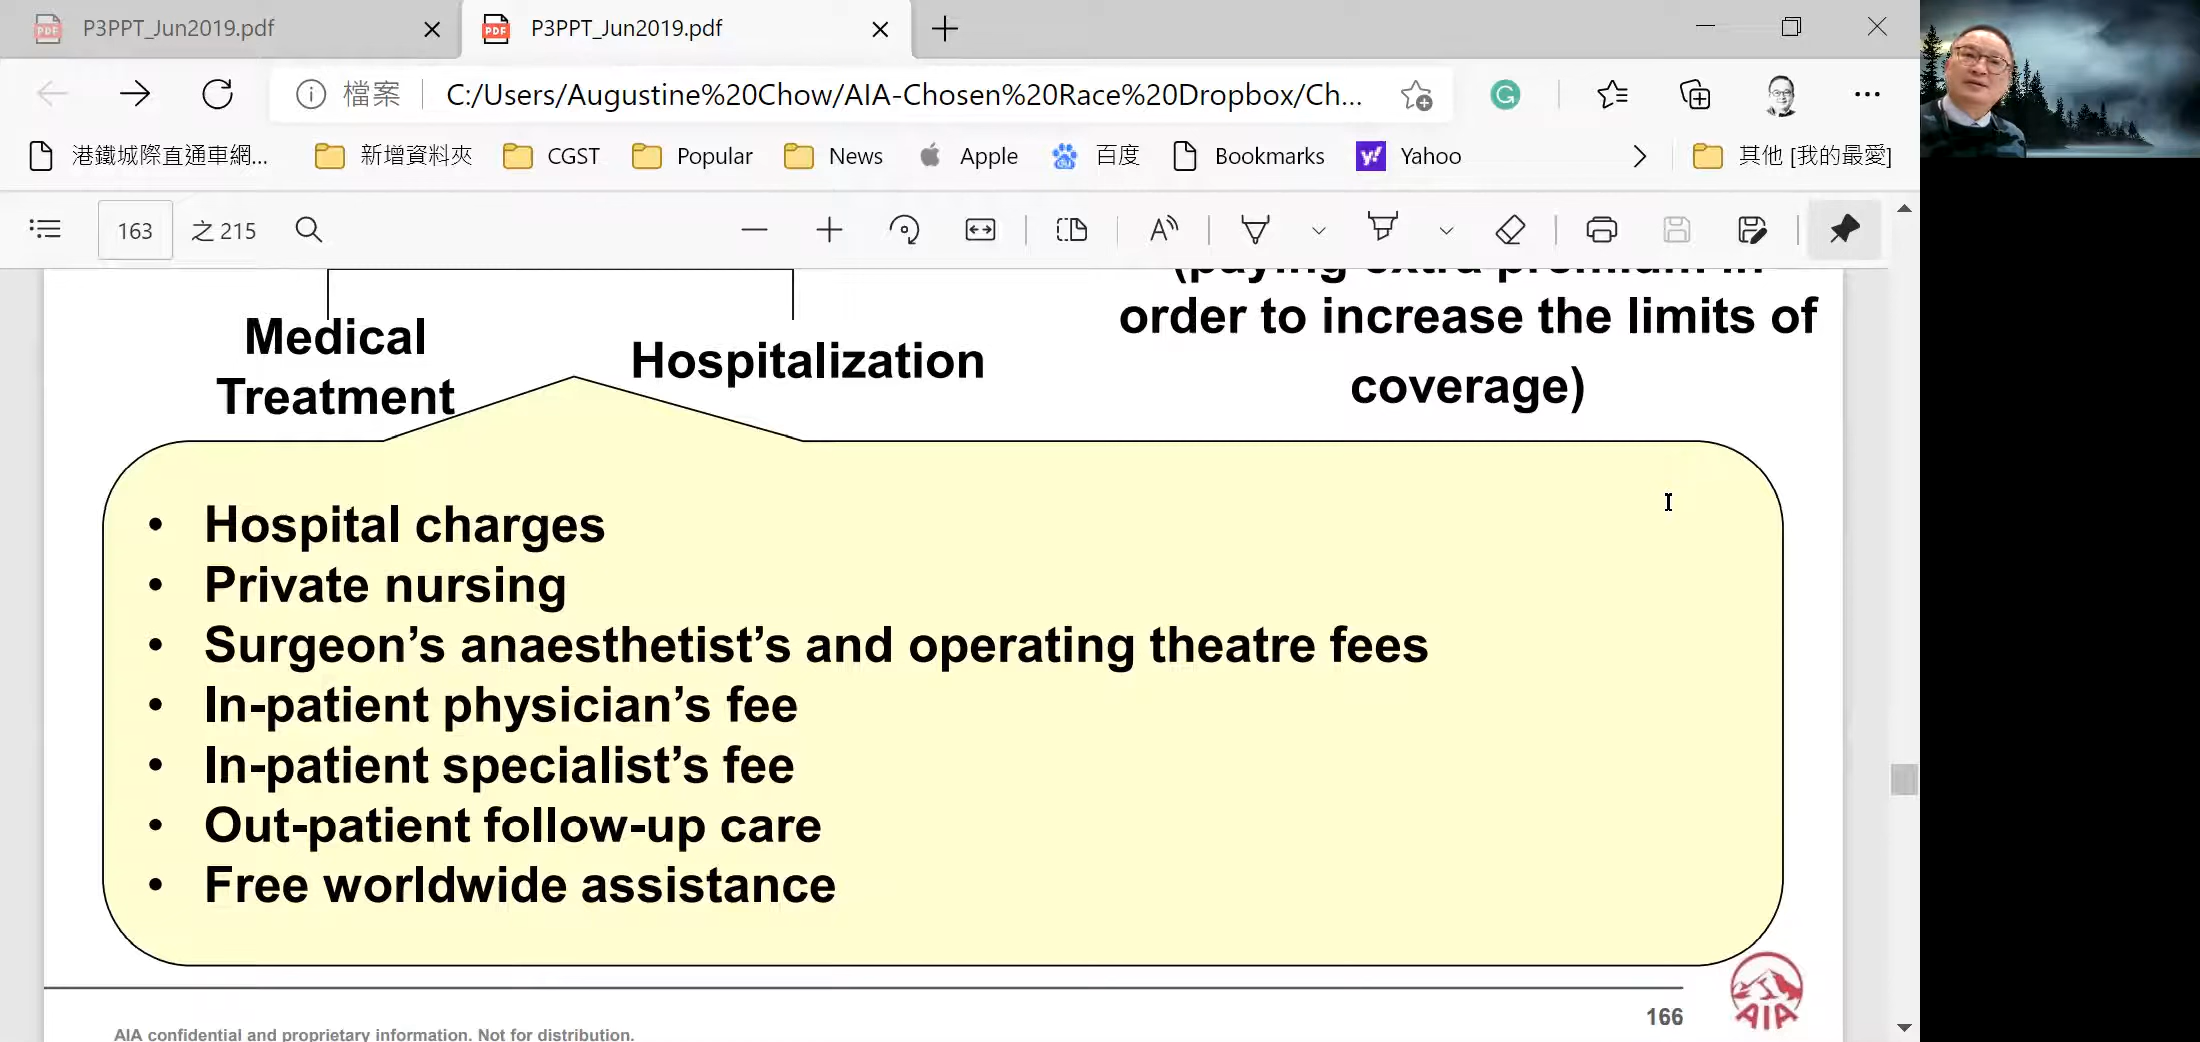 P3PPT_Jun2019.pdf
P3PPT_Jun2019.pdf
檔案
C:/Users/Augustine%20Chow/AIA-Chosen%20Race%20Dropbox/Ch...
港鐵城際直通車網...
新增資料夾
CGST
Popular
News
Apple
百度
Bookmarks
Yahoo
其他 [我的最愛]
163
之 215
(paying extra premium in
order to increase the limits of
coverage)
Medical
Treatment
Hospitalization
• Hospital charges
• Private nursing
• Surgeon’s anaesthetist’s and operating theatre fees
• In-patient physician’s fee
• In-patient specialist’s fee
• Out-patient follow-up care
• Free worldwide assistance
166
AIA
AIA confidential and proprietary information. Not for distribution.